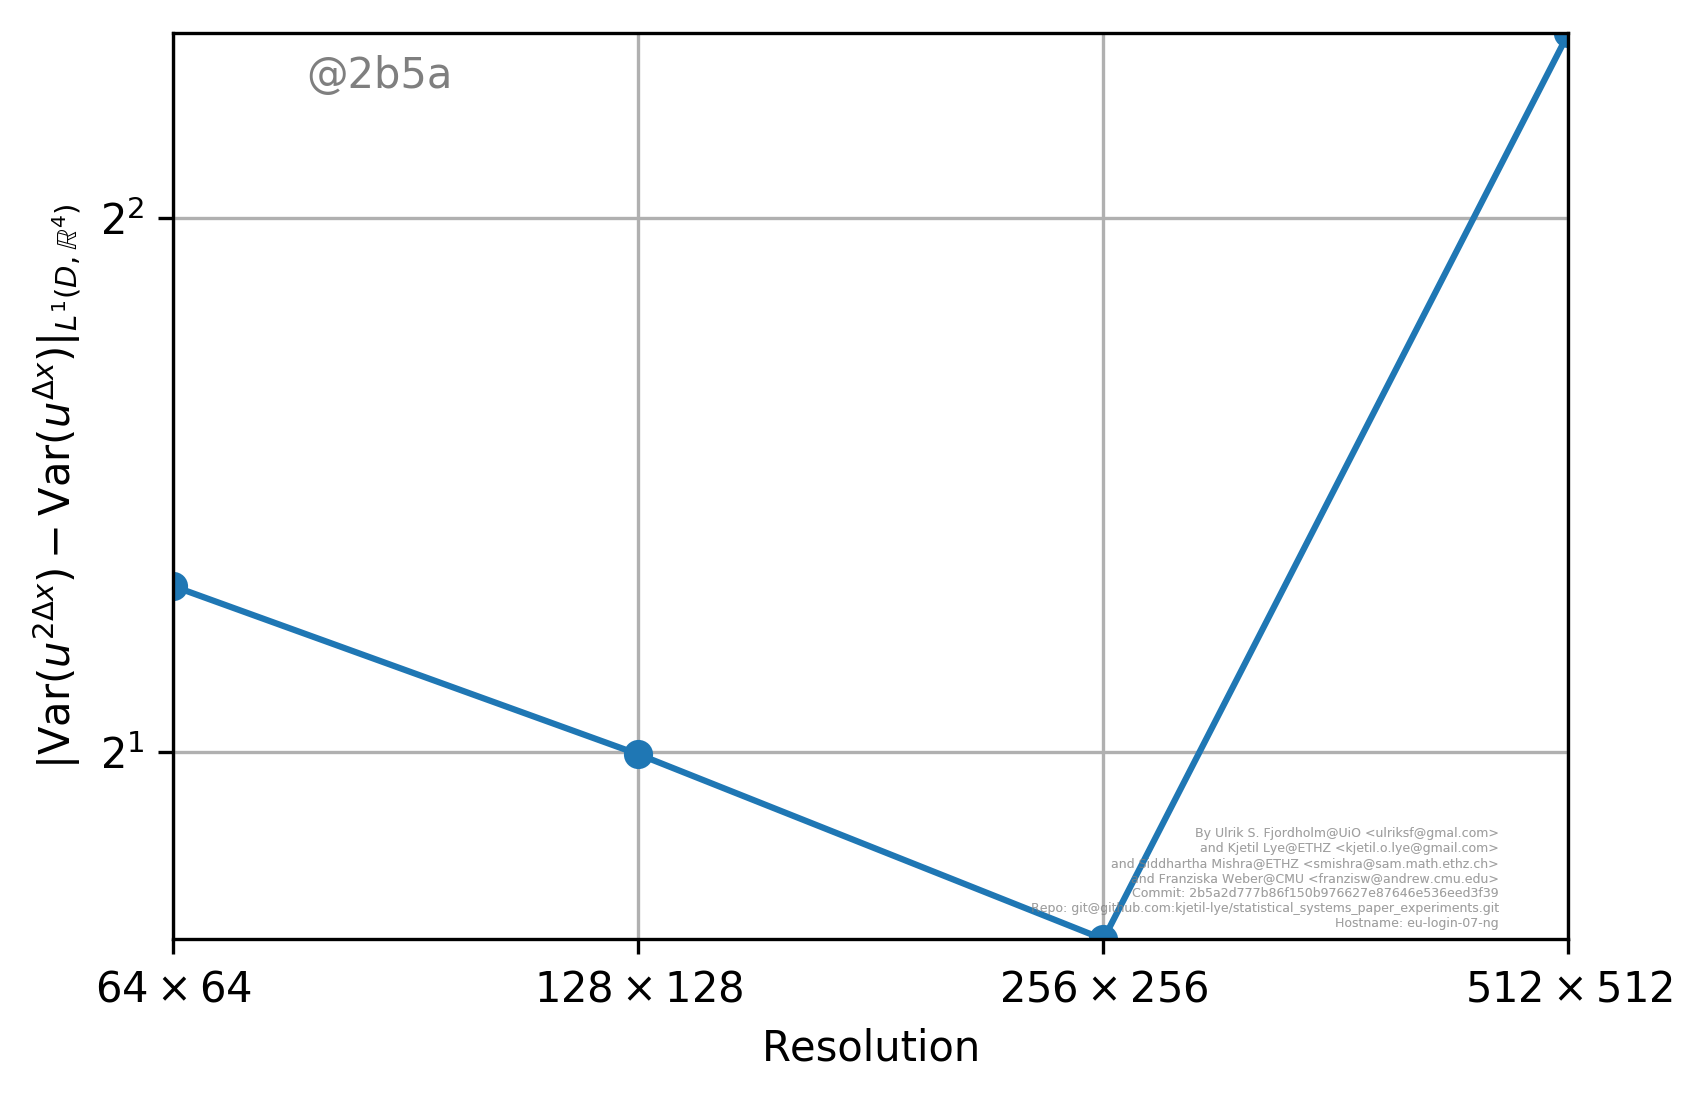 @2b5a
|Var(u^{2Δx}) − Var(u^{Δx})|_{L^1(D, ℝ^4)}
2^2
2^1
By Ulrik S. Fjordholm@UiO <ulriksf@gmal.com>
and Kjetil Lye@ETHZ <kjetil.o.lye@gmail.com>
and Siddhartha Mishra@ETHZ <smishra@sam.math.ethz.ch>
and Franziska Weber@CMU <franzisw@andrew.cmu.edu>
Commit: 2b5a2d777b86f150b976627e87646e536eed3f39
Repo: git@github.com:kjetil-lye/statistical_systems_paper_experiments.git
Hostname: eu-login-07-ng
64 × 64 128 × 128 256 × 256 512 × 512
Resolution